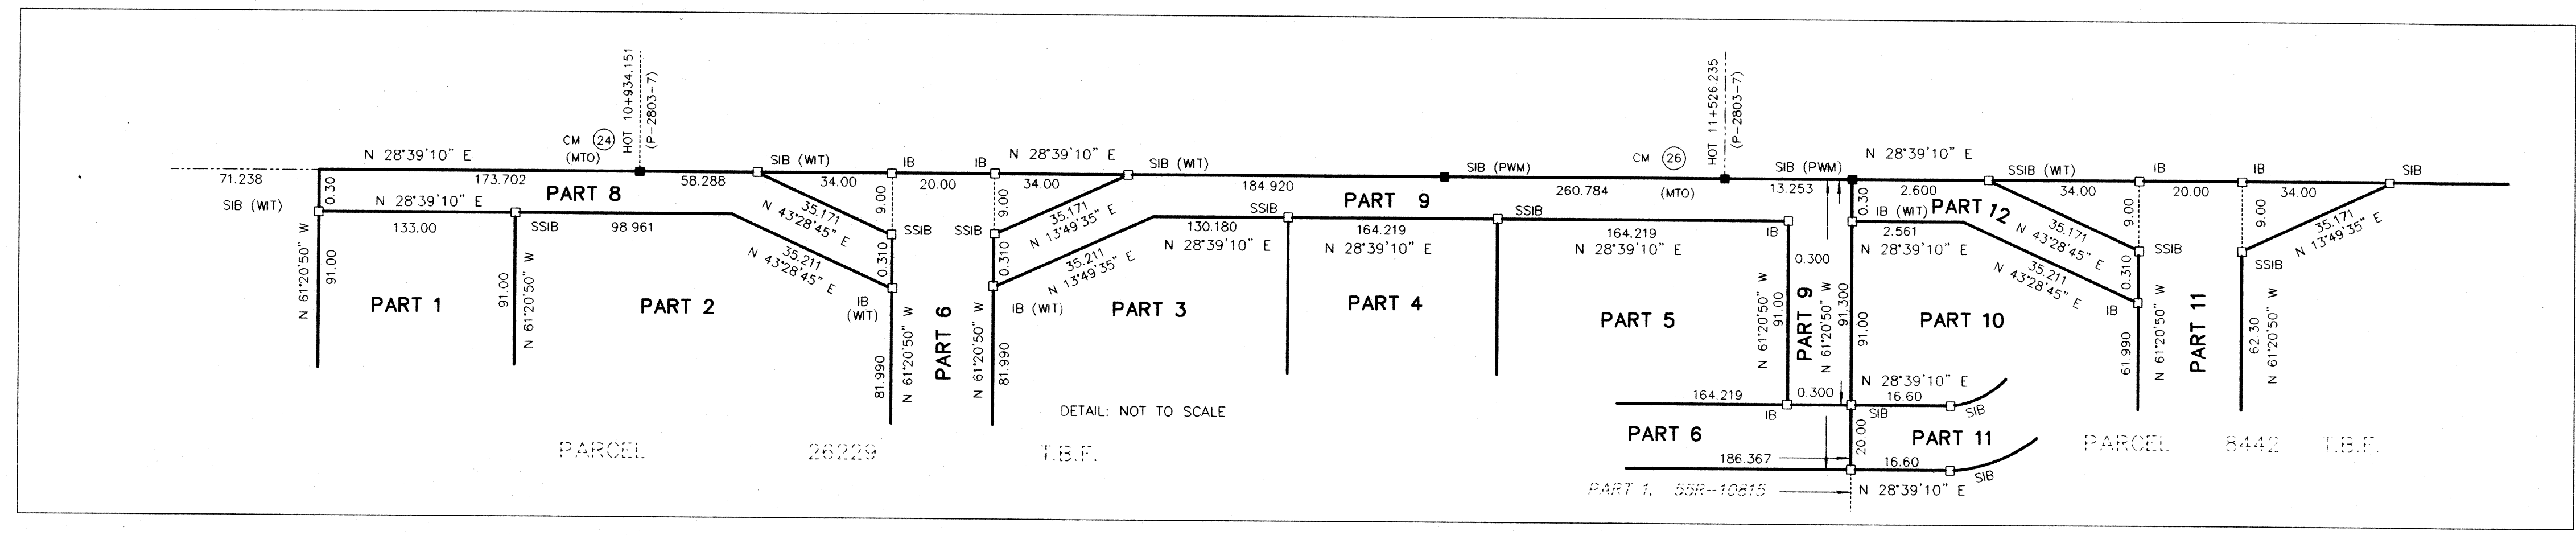 HOT 10+934.151
(P-2803-7)
HOT 11+526.235
(P-2803-7)
CM 24
(MTO)
N 28°39'10" E
SIB (WIT)
IB
IB
N 28°39'10" E
SIB (WIT)
SIB (PWM)
CM 26
(MTO)
SIB (PWM)
N 28°39'10" E
SSIB (WIT)
IB
IB
SIB
71.238
173.702
58.288
34.00
20.00
34.00
184.920
260.784
13.253
2.600
34.00
20.00
34.00
PART 8
PART 9
PART 12
SIB (WIT)
0.30
N 28°39'10" E
133.00
SSIB
98.961
35.171
N 43°28'45" E
35.211
N 43°28'45" E
9.00
SSIB
0.310
IB
(WIT)
9.00
SSIB
0.310
IB (WIT)
35.171
N 13°49'35" E
35.211
N 13°49'35" E
SSIB
130.180
N 28°39'10" E
164.219
N 28°39'10" E
SSIB
164.219
N 28°39'10" E
IB
0.300
0.30
IB (WIT)
2.561
N 28°39'10" E
35.171
N 43°28'45" E
35.211
N 43°28'45" E
9.00
SSIB
0.310
IB
9.00
SSIB
35.171
N 13°49'35" E
N 61°20'50" W
91.00
PART 1
91.00
N 61°20'50" W
PART 2
81.990
N 61°20'50" W
PART 6
N 61°20'50" W
81.990
PART 3
PART 4
PART 5
N 61°20'50" W
91.00
PART 9
N 61°20'50" W
91.300
91.00
PART 10
61.990
N 61°20'50" W
PART 11
62.30
N 61°20'50" W
DETAIL: NOT TO SCALE
164.219
IB
0.300
N 28°39'10" E
16.60
SIB
SIB
PART 6
20.00
PART 11
186.367
16.60
SIB
PART 1, 55R-10815
N 28°39'10" E
PARCEL 26229 T.B.F.
PARCEL 8442 T.B.F.